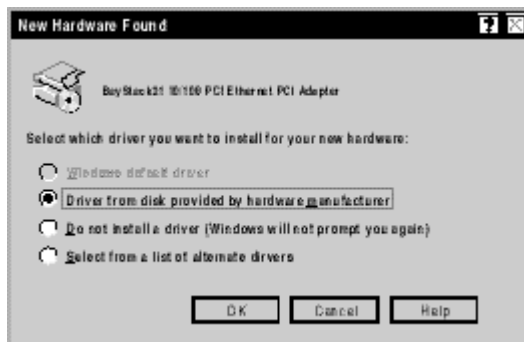 New Hardware Found
BayStack21 10/100 PCI Ethernet PCI Adapter
Select which driver you want to install for your new hardware:
Windows default driver
Driver from disk provided by hardware manufacturer
Do not install a driver (Windows will not prompt you again)
Select from a list of alternate drivers
OK Cancel Help